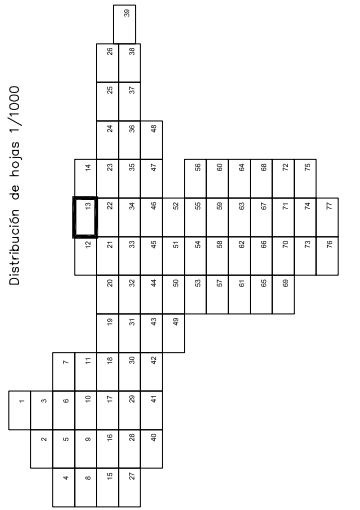 Distribución de hojas 1/1000
1
2 3
4 5 6 7
8 9 10 11 12 13 14
15 16 17 18 19 20 21 22 23 24 25 26
27 28 29 30 31 32 33 34 35 36 37 38 39
40 41 42 43 44 45 46 47 48
49 50 51 52
53 54 55 56
57 58 59 60
61 62 63 64
65 66 67 68
69 70 71 72
73 74 75
76 77